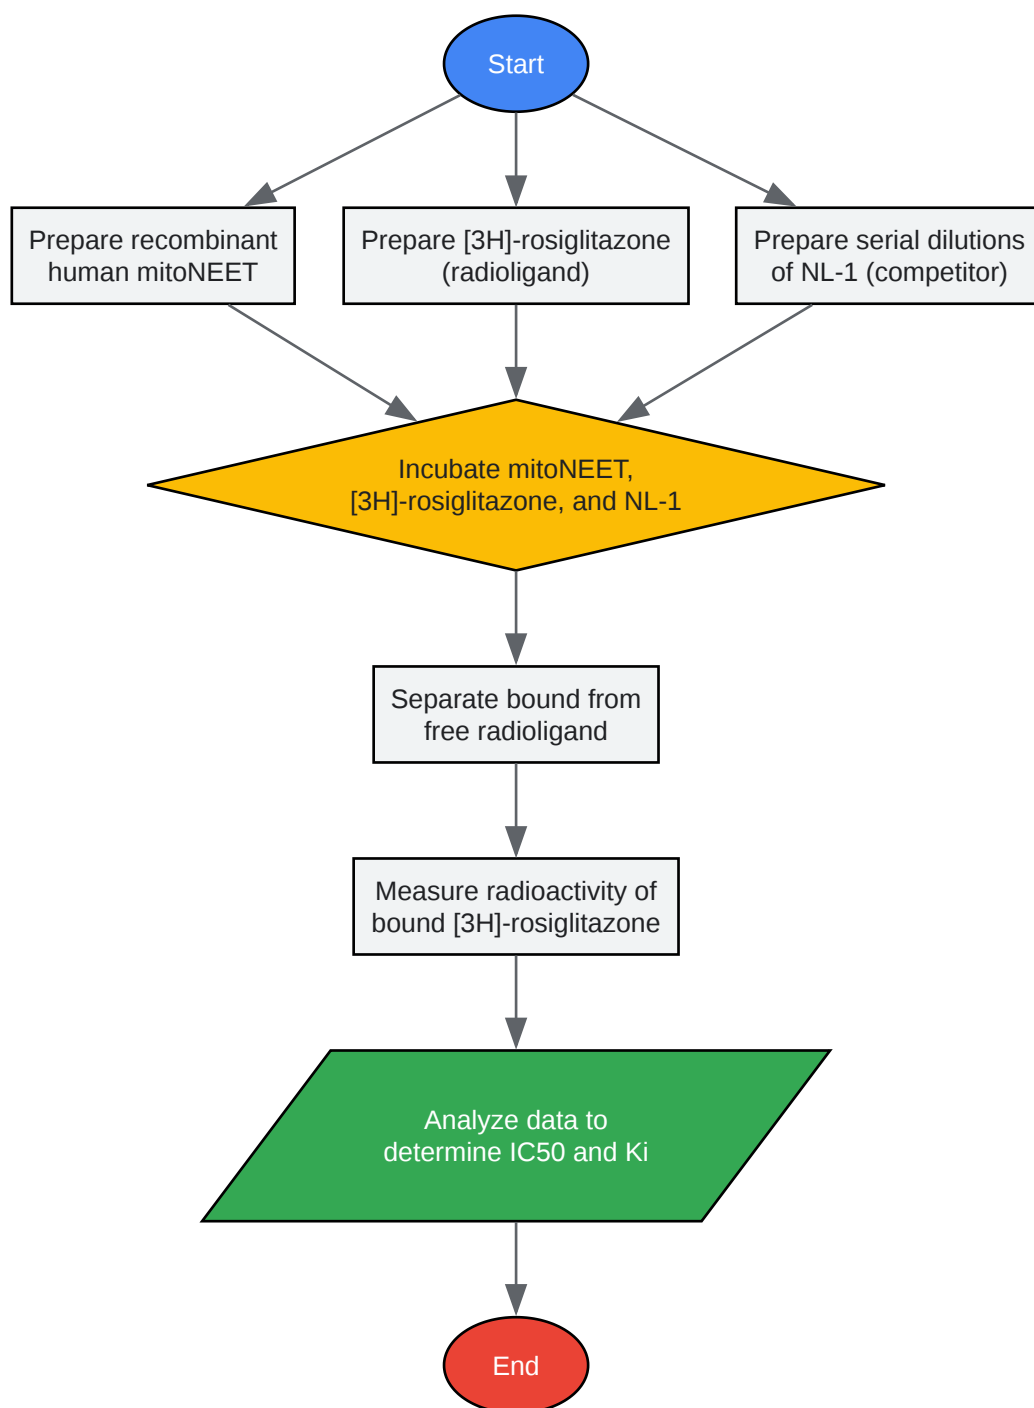 Start
Prepare recombinant
human mitoNEET
Prepare [3H]-rosiglitazone
(radioligand)
Prepare serial dilutions
of NL-1 (competitor)
Incubate mitoNEET,
[3H]-rosiglitazone, and NL-1
Separate bound from
free radioligand
Measure radioactivity of
bound [3H]-rosiglitazone
Analyze data to
determine IC50 and Ki
End